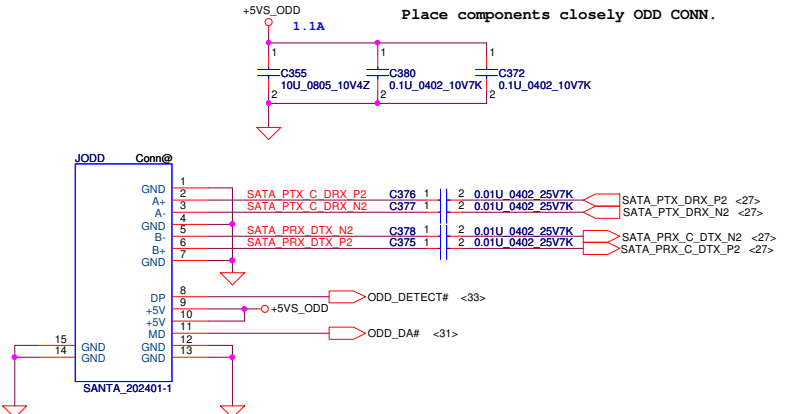 +5VS_ODD
Place components closely ODD CONN.
1.1A
1 1 1
C355 C380 C372
10U_0805_10V4Z 0.1U_0402_10V7K 0.1U_0402_10V7K
2 2 2
JODD Conn@
GND 1
A+ 2 SATA_PTX_C_DRX_P2 C376 1 2 0.01U_0402_25V7K SATA_PTX_DRX_P2 <27>
A- 3 SATA_PTX_C_DRX_N2 C377 1 2 0.01U_0402_25V7K SATA_PTX_DRX_N2 <27>
GND 4
B- 5 SATA_PRX_DTX_N2 C378 1 2 0.01U_0402_25V7K SATA_PRX_C_DTX_N2 <27>
B+ 6 SATA_PRX_DTX_P2 C375 1 2 0.01U_0402_25V7K SATA_PRX_C_DTX_P2 <27>
GND 7
DP 8 ODD_DETECT# <33>
+5V 9 +5VS_ODD
+5V 10
MD 11 ODD_DA# <31>
15 GND GND 12
14 GND GND 13
SANTA_202401-1